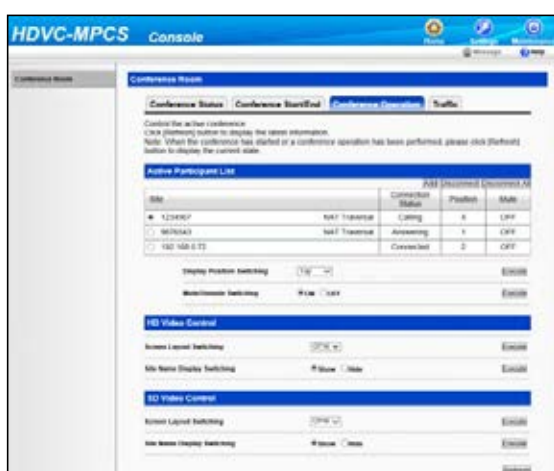 HDVC-MPCS Console
Home Settings Maintenance
Message Help
Conference Room
Conference Room
Conference Status Conference Start/End Conference Operation Traffic
Control the active conference
Click [Refresh] button to display the latest information.
Note: When the conference has started or a conference operation has been performed, please click [Refresh]
button to display the current state.
Active Participant List
Add Disconnect Disconnect All
Site Connection Status Position Mute
1234567 NAT Traversal Calling OFF
9876543 NAT Traversal Answering 1 OFF
192.168.0.72 Connected 2 OFF
Display Position Switching Execute
Mute/Unmute Switching Execute
HD Video Control
Screen Layout Switching Execute
Site Name Display Switching Show Hide Execute
SD Video Control
Screen Layout Switching Execute
Site Name Display Switching Show Hide Execute